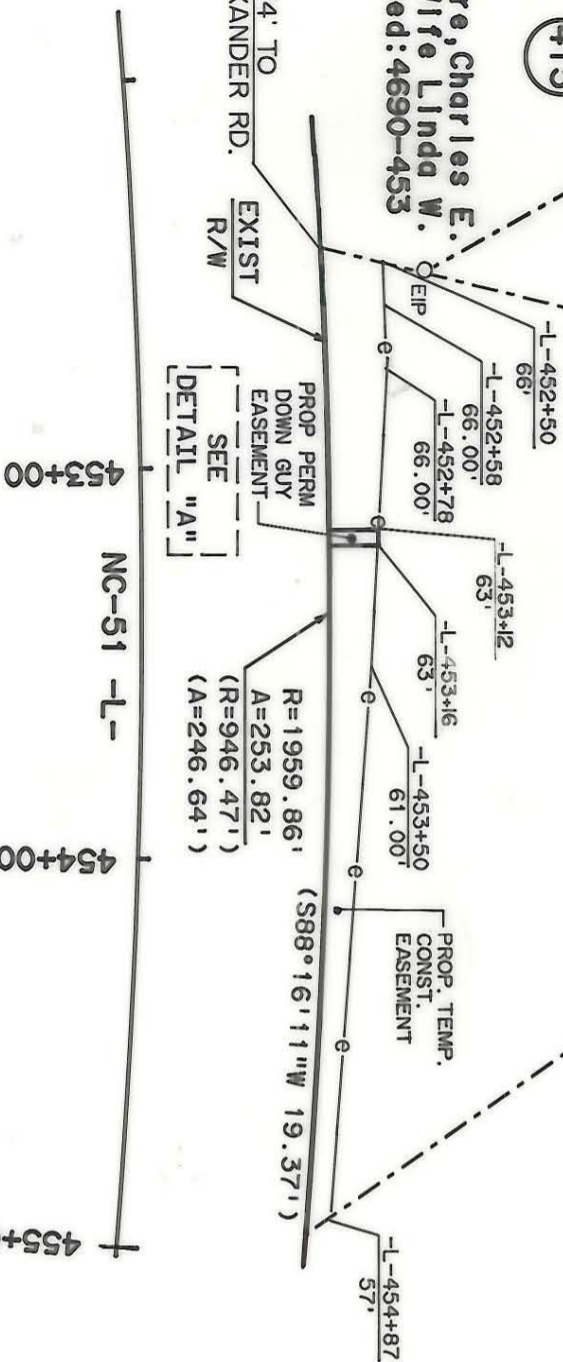 re,Charles E.
ife Linda W.
ed:4690-453
4' TO
XANDER RD.
EXIST
R/W
EIP
-L-452+50
66'
-L-452+58
66.00'
-L-452+78
66.00'
-L-453+12
63'
-L-453+16
63'
-L-453+50
61.00'
-L-454+87
57'
PROP PERM
DOWN GUY
EASEMENT
SEE
DETAIL "A"
PROP. TEMP.
CONST.
EASEMENT
e
e
e
e
e
e
R=1959.86'
A=253.82'
(R=946.47')
(A=246.64')
(S88°16'11"W 19.37')
453+00
NC-51 -L-
454+00
455+